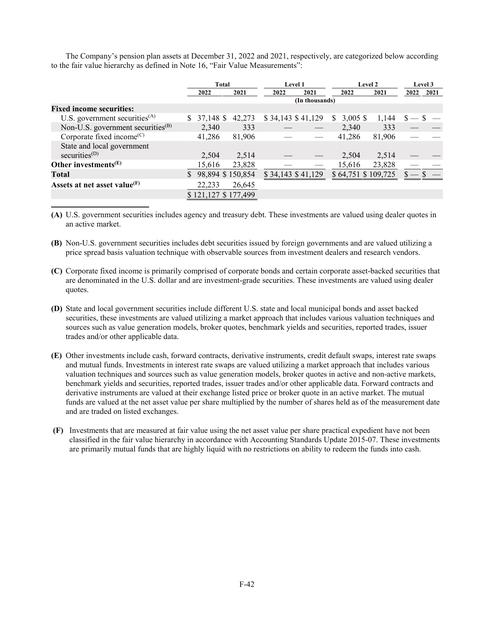 The Company's pension plan assets at December 31, 2022 and 2021, respectively, are categorized below according
to the fair value hierarchy as defined in Note 16, "Fair Value Measurements":
Total Level 1 Level 2 Level 3
2022 2021 2022 2021 2022 2021 2022 2021
(In thousands)
Fixed income securities:
U.S. government securities(A) $ 37,148 $ 42,273 $ 34,143 $ 41,129 $ 3,005 $ 1,144 $ — $ —
Non-U.S. government securities(B) 2,340 333 — — 2,340 333 — —
Corporate fixed income(C) 41,286 81,906 — — 41,286 81,906 — —
State and local government
securities(D) 2,504 2,514 — — 2,504 2,514 — —
Other investments(E) 15,616 23,828 — — 15,616 23,828 — —
Total $ 98,894 $ 150,854 $ 34,143 $ 41,129 $ 64,751 $ 109,725 $ — $ —
Assets at net asset value(F) 22,233 26,645
$ 121,127 $ 177,499
(A) U.S. government securities includes agency and treasury debt. These investments are valued using dealer quotes in
an active market.
(B) Non-U.S. government securities includes debt securities issued by foreign governments and are valued utilizing a
price spread basis valuation technique with observable sources from investment dealers and research vendors.
(C) Corporate fixed income is primarily comprised of corporate bonds and certain corporate asset-backed securities that
are denominated in the U.S. dollar and are investment-grade securities. These investments are valued using dealer
quotes.
(D) State and local government securities include different U.S. state and local municipal bonds and asset backed
securities, these investments are valued utilizing a market approach that includes various valuation techniques and
sources such as value generation models, broker quotes, benchmark yields and securities, reported trades, issuer
trades and/or other applicable data.
(E) Other investments include cash, forward contracts, derivative instruments, credit default swaps, interest rate swaps
and mutual funds. Investments in interest rate swaps are valued utilizing a market approach that includes various
valuation techniques and sources such as value generation models, broker quotes in active and non-active markets,
benchmark yields and securities, reported trades, issuer trades and/or other applicable data. Forward contracts and
derivative instruments are valued at their exchange listed price or broker quote in an active market. The mutual
funds are valued at the net asset value per share multiplied by the number of shares held as of the measurement date
and are traded on listed exchanges.
(F) Investments that are measured at fair value using the net asset value per share practical expedient have not been
classified in the fair value hierarchy in accordance with Accounting Standards Update 2015-07. These investments
are primarily mutual funds that are highly liquid with no restrictions on ability to redeem the funds into cash.
F-42